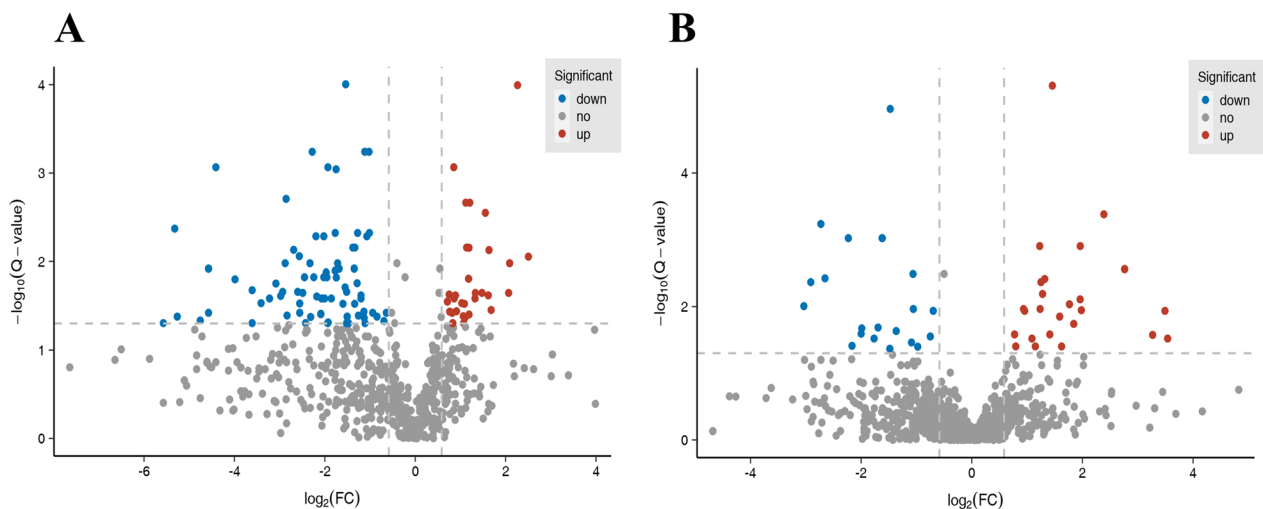 A
4
3
2
1
0
-6
-4
-2
0
2
4
−log10(Q−value)
log2(FC)
Significant
down
no
up
B
4
2
0
-4
-2
0
2
4
−log10(Q−value)
log2(FC)
Significant
down
no
up